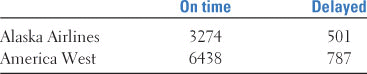 On time Delayed
Alaska Airlines 3274 501
America West 6438 787